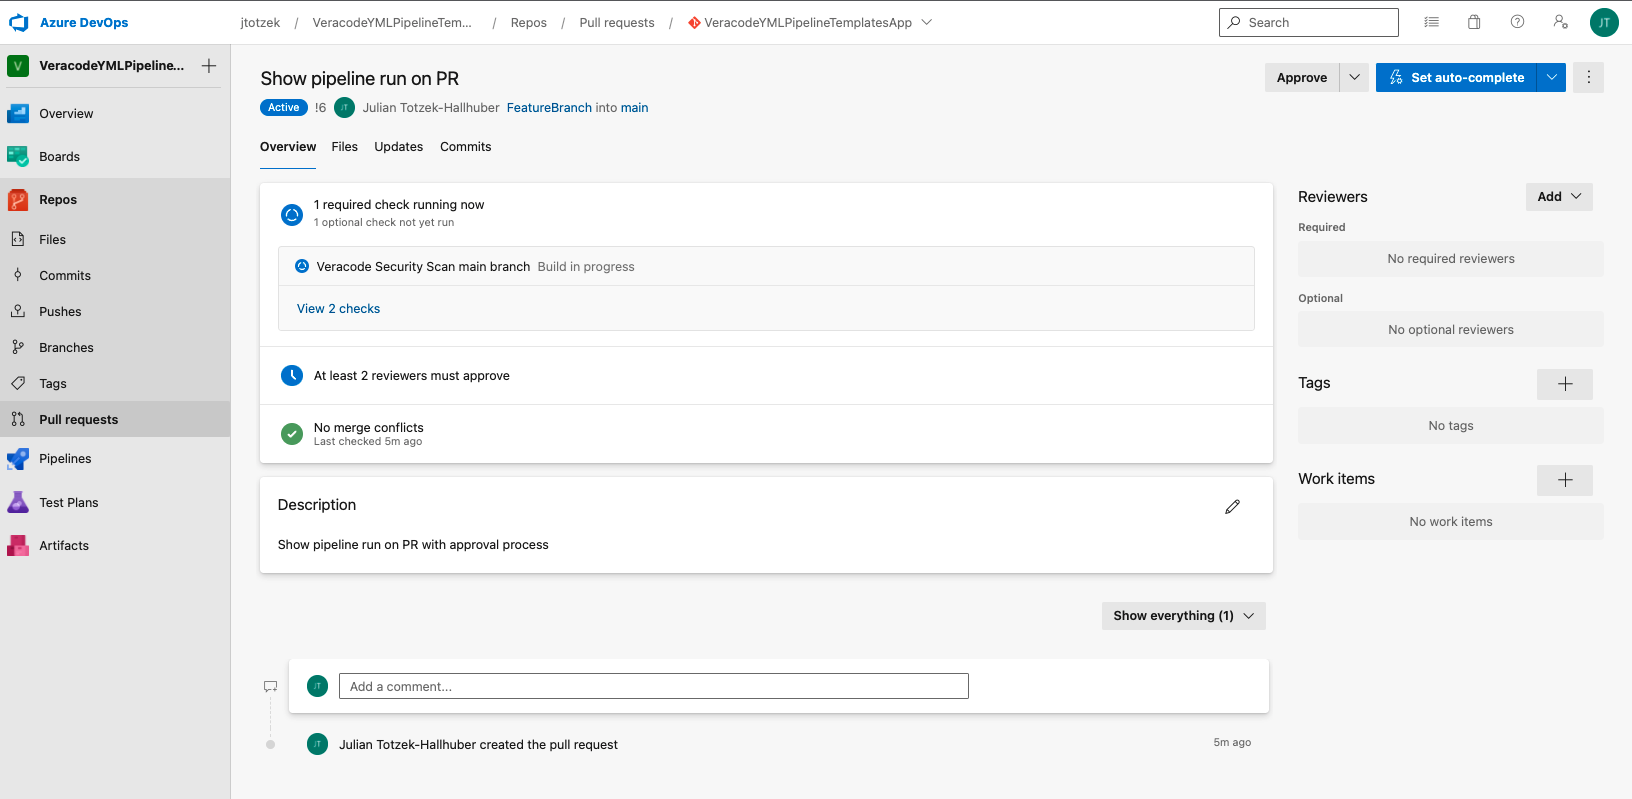 Azure DevOps
jtotzek / VeracodeYMLPipelineTem... / Repos / Pull requests / VeracodeYMLPipelineTemplatesApp
Search
JT
V VeracodeYMLPipeline...
Overview
Boards
Repos
Files
Commits
Pushes
Branches
Tags
Pull requests
Pipelines
Test Plans
Artifacts
Show pipeline run on PR
Approve
Set auto-complete
Active !6 JT Julian Totzek-Hallhuber FeatureBranch into main
Overview Files Updates Commits
1 required check running now
1 optional check not yet run
Veracode Security Scan main branch Build in progress
View 2 checks
At least 2 reviewers must approve
No merge conflicts
Last checked 5m ago
Description
Show pipeline run on PR with approval process
Show everything (1)
JT Add a comment...
JT Julian Totzek-Hallhuber created the pull request 5m ago
Reviewers Add
Required
No required reviewers
Optional
No optional reviewers
Tags
No tags
Work items
No work items